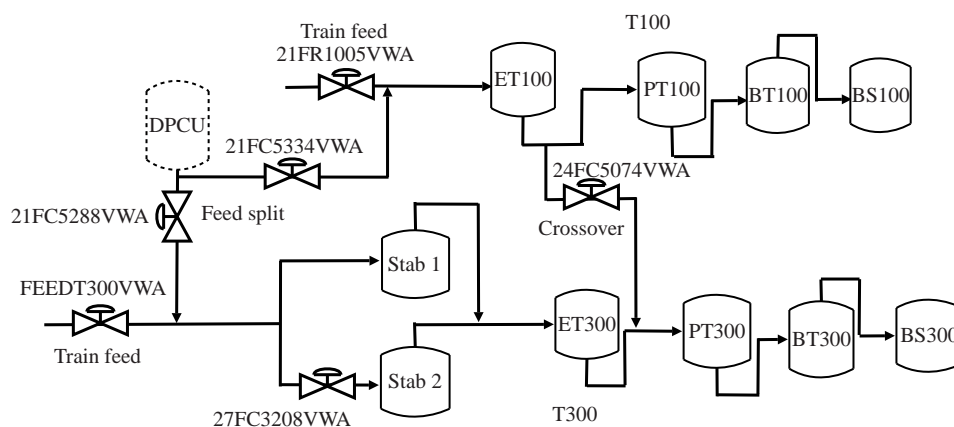 Train feed
21FR1005VWA
T100
ET100
PT100
BT100
BS100
DPCU
21FC5334VWA
24FC5074VWA
21FC5288VWA
Feed split
Crossover
Stab 1
FEEDT300VWA
Train feed
ET300
PT300
BT300
BS300
Stab 2
27FC3208VWA
T300